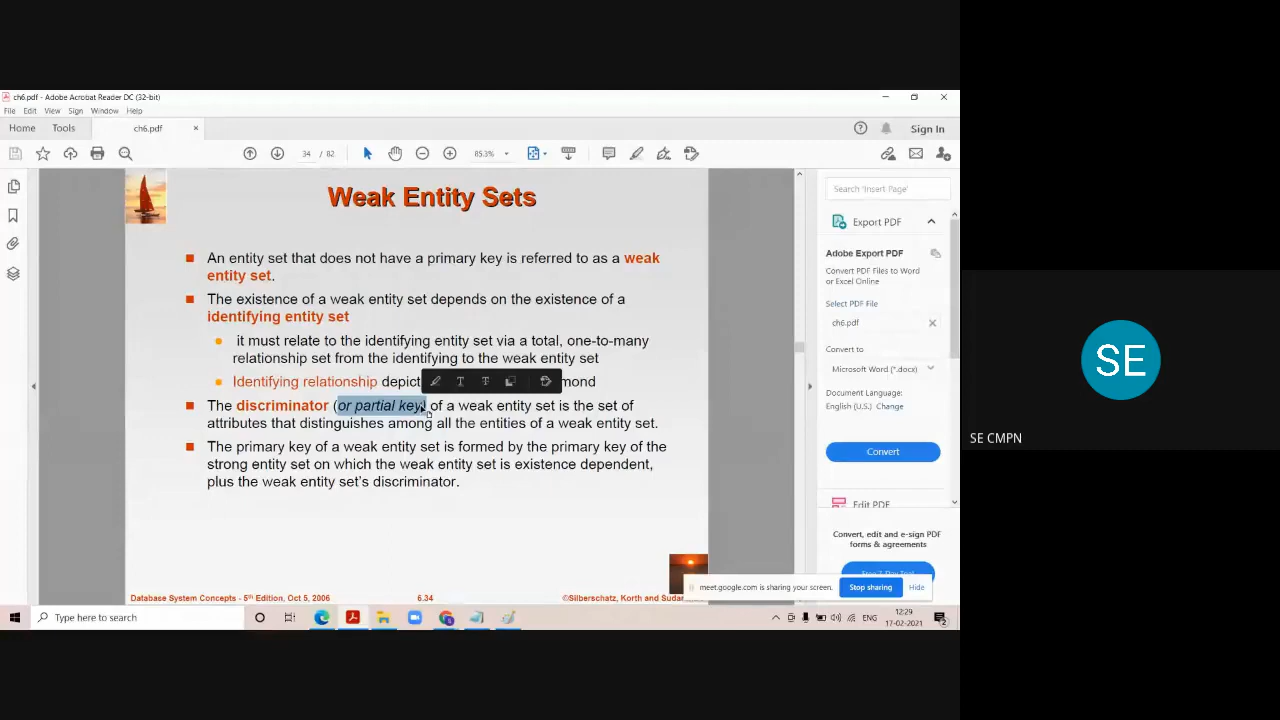 ch6.pdf - Adobe Acrobat Reader DC (32-bit)
File Edit View Sign Window Help
Home Tools ch6.pdf × Sign In
34 / 82 85.3%
Weak Entity Sets
An entity set that does not have a primary key is referred to as a weak
entity set.
The existence of a weak entity set depends on the existence of a
identifying entity set
it must relate to the identifying entity set via a total, one-to-many
relationship set from the identifying to the weak entity set
Identifying relationship depict mond
The discriminator (or partial key) of a weak entity set is the set of
attributes that distinguishes among all the entities of a weak entity set.
The primary key of a weak entity set is formed by the primary key of the
strong entity set on which the weak entity set is existence dependent,
plus the weak entity set's discriminator.
Database System Concepts - 5th Edition, Oct 5, 2006 6.34 ©Silberschatz, Korth and Sudar
Search 'Insert Page'
Export PDF
Adobe Export PDF
Convert PDF Files to Word
or Excel Online
Select PDF File
ch6.pdf
Convert to
Microsoft Word (*.docx)
Document Language:
English (U.S.) Change
Convert
Edit PDF
Convert, edit and e-sign PDF
forms & agreements
meet.google.com is sharing your screen. Stop sharing Hide
Type here to search
ENG
12:29
17-02-2021
2
SE
SE CMPN